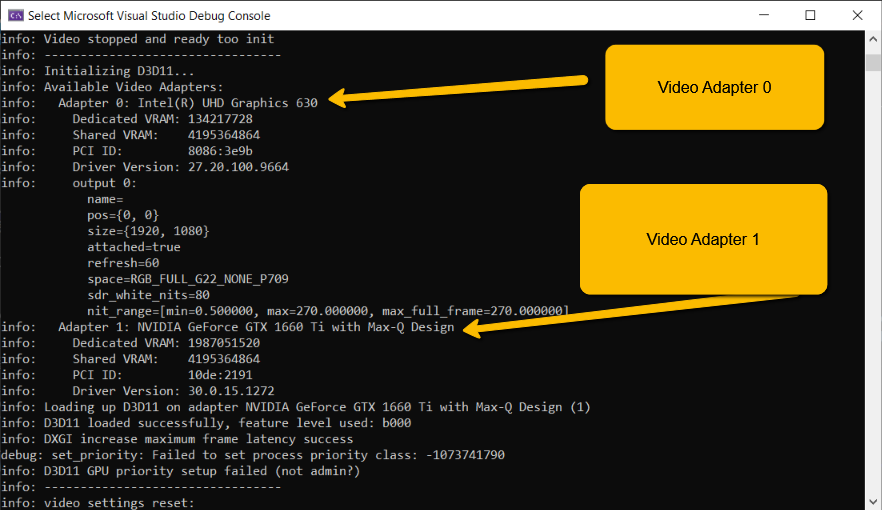 Select Microsoft Visual Studio Debug Console
info: Video stopped and ready too init
info: ---------------------------------
info: Initializing D3D11...
info: Available Video Adapters:
info:   Adapter 0: Intel(R) UHD Graphics 630
info:     Dedicated VRAM: 134217728
info:     Shared VRAM:    4195364864
info:     PCI ID:         8086:3e9b
info:     Driver Version: 27.20.100.9664
info:     output 0:
name=
pos={0, 0}
size={1920, 1080}
attached=true
refresh=60
space=RGB_FULL_G22_NONE_P709
sdr_white_nits=80
nit_range=[min=0.500000, max=270.000000, max_full_frame=270.000000]
info:   Adapter 1: NVIDIA GeForce GTX 1660 Ti with Max-Q Design
info:     Dedicated VRAM: 1987051520
info:     Shared VRAM:    4195364864
info:     PCI ID:         10de:2191
info:     Driver Version: 30.0.15.1272
info: Loading up D3D11 on adapter NVIDIA GeForce GTX 1660 Ti with Max-Q Design (1)
info: D3D11 loaded successfully, feature level used: b000
info: DXGI increase maximum frame latency success
debug: set_priority: Failed to set process priority class: -1073741790
info: D3D11 GPU priority setup failed (not admin?)
info: ---------------------------------
info: video settings reset:
Video Adapter 0
Video Adapter 1